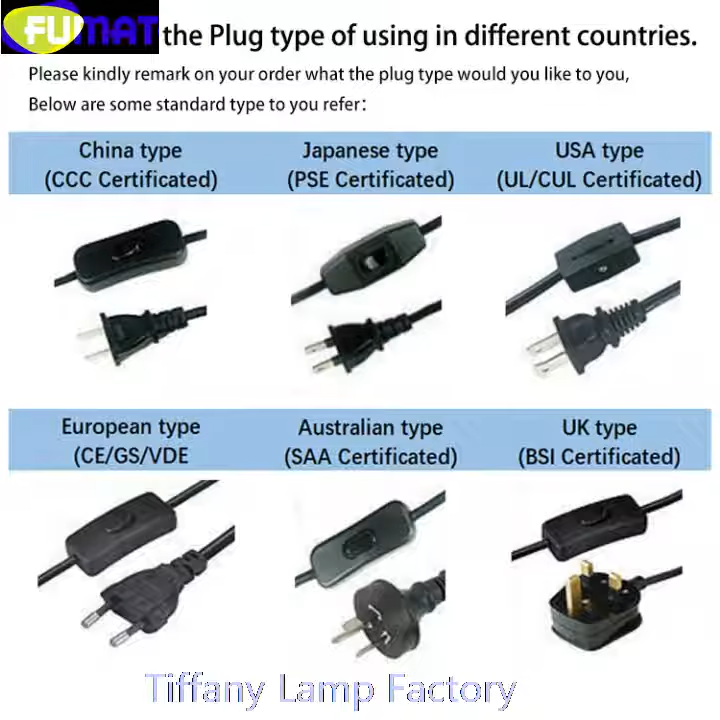 FUMAT the Plug type of using in different countries.
Please kindly remark on your order what the plug type would you like to you,
Below are some standard type to you refer:
China type
(CCC Certificated)
Japanese type
(PSE Certificated)
USA type
(UL/CUL Certificated)
European type
(CE/GS/VDE
Australian type
(SAA Certificated)
UK type
(BSI Certificated)
Tiffany Lamp Factory